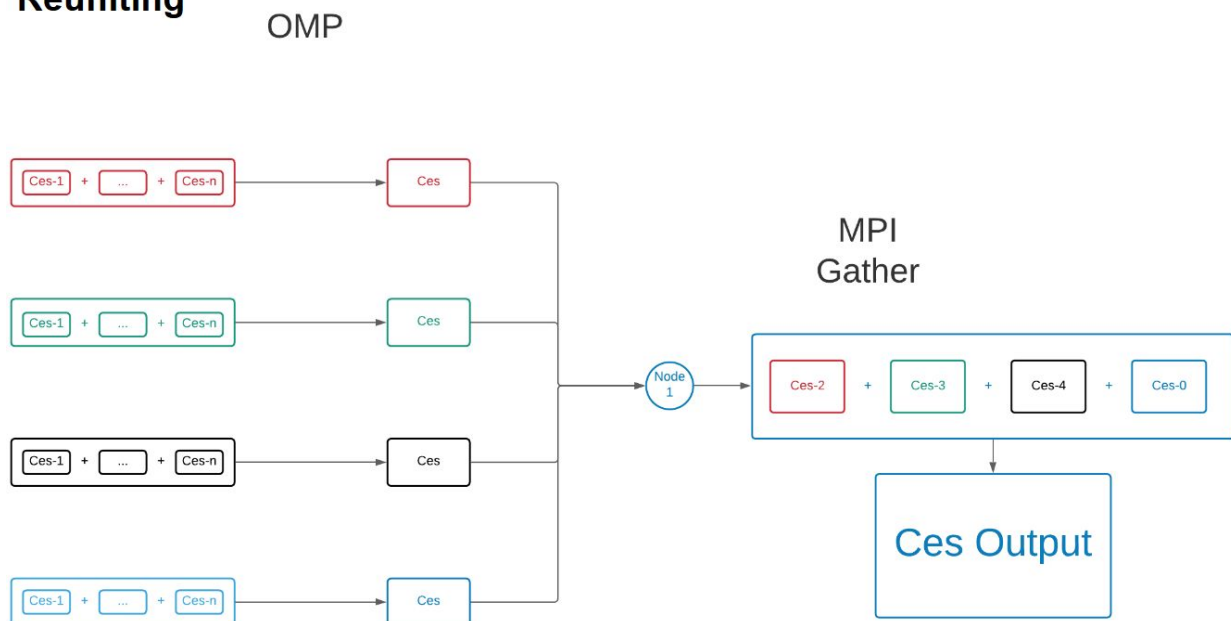 Reuniting
OMP
Ces-1 + ... + Ces-n
Ces
Ces-1 + ... + Ces-n
Ces
Ces-1 + ... + Ces-n
Ces
Ces-1 + ... + Ces-n
Ces
Node
1
MPI
Gather
Ces-2 + Ces-3 + Ces-4 + Ces-0
Ces Output